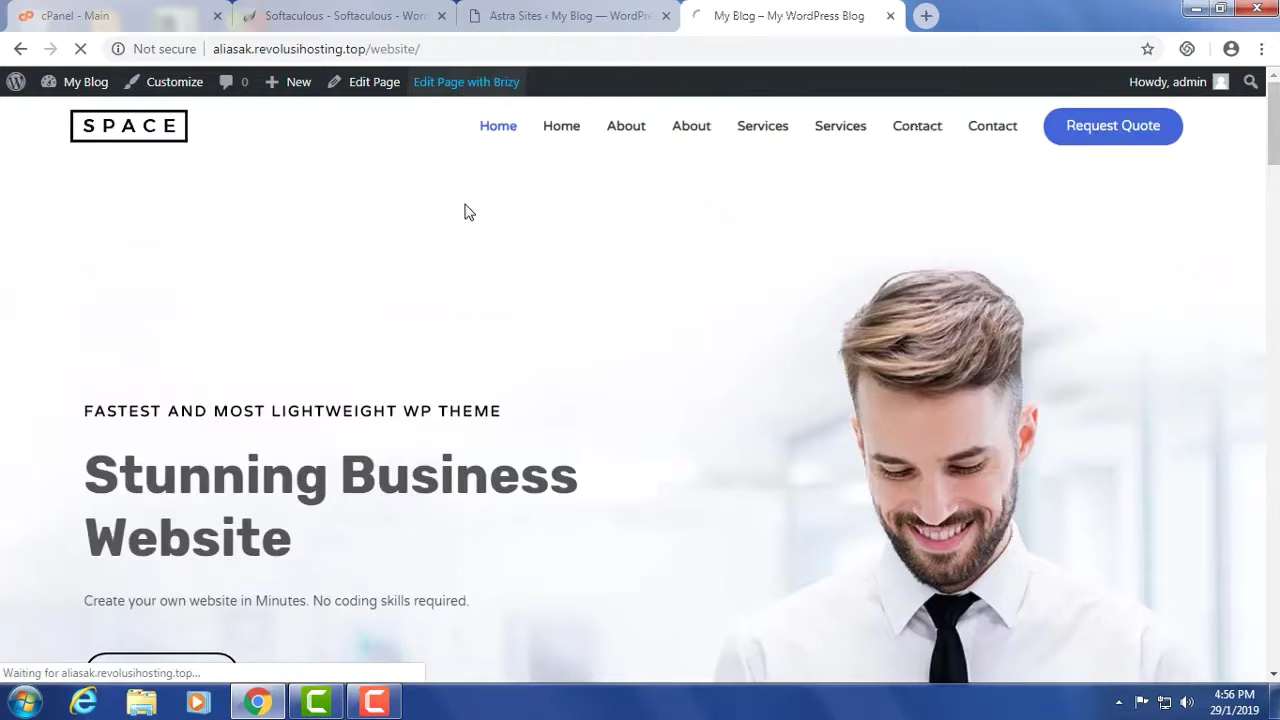 cPanel - Main
Softaculous - Softaculous - Wor
Astra Sites ‹ My Blog — WordPre
My Blog – My WordPress Blog
Not secure
aliasak.revolusihosting.top/website/
My Blog
Customize
0
New
Edit Page
Edit Page with Brizy
Howdy, admin
SPACE
Home
Home
About
About
Services
Services
Contact
Contact
Request Quote
FASTEST AND MOST LIGHTWEIGHT WP THEME
Stunning Business
Website
Create your own website in Minutes. No coding skills required.
Waiting for aliasak.revolusihosting.top...
4:56 PM
29/1/2019